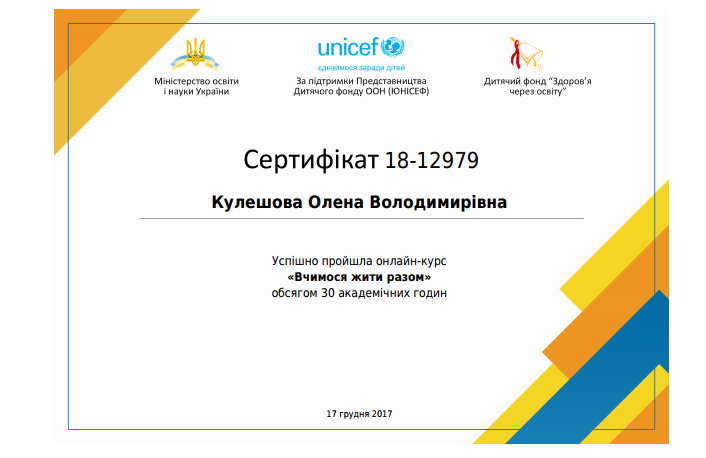 unicef
єднаймося заради дітей
Міністерство освіти
і науки України
За підтримки Представництва
Дитячого фонду ООН (ЮНІСЕФ)
Дитячий фонд “Здоров’я
через освіту”
Сертифікат 18-12979
Кулешова Олена Володимирівна
Успішно пройшла онлайн-курс
«Вчимося жити разом»
обсягом 30 академічних годин
17 грудня 2017